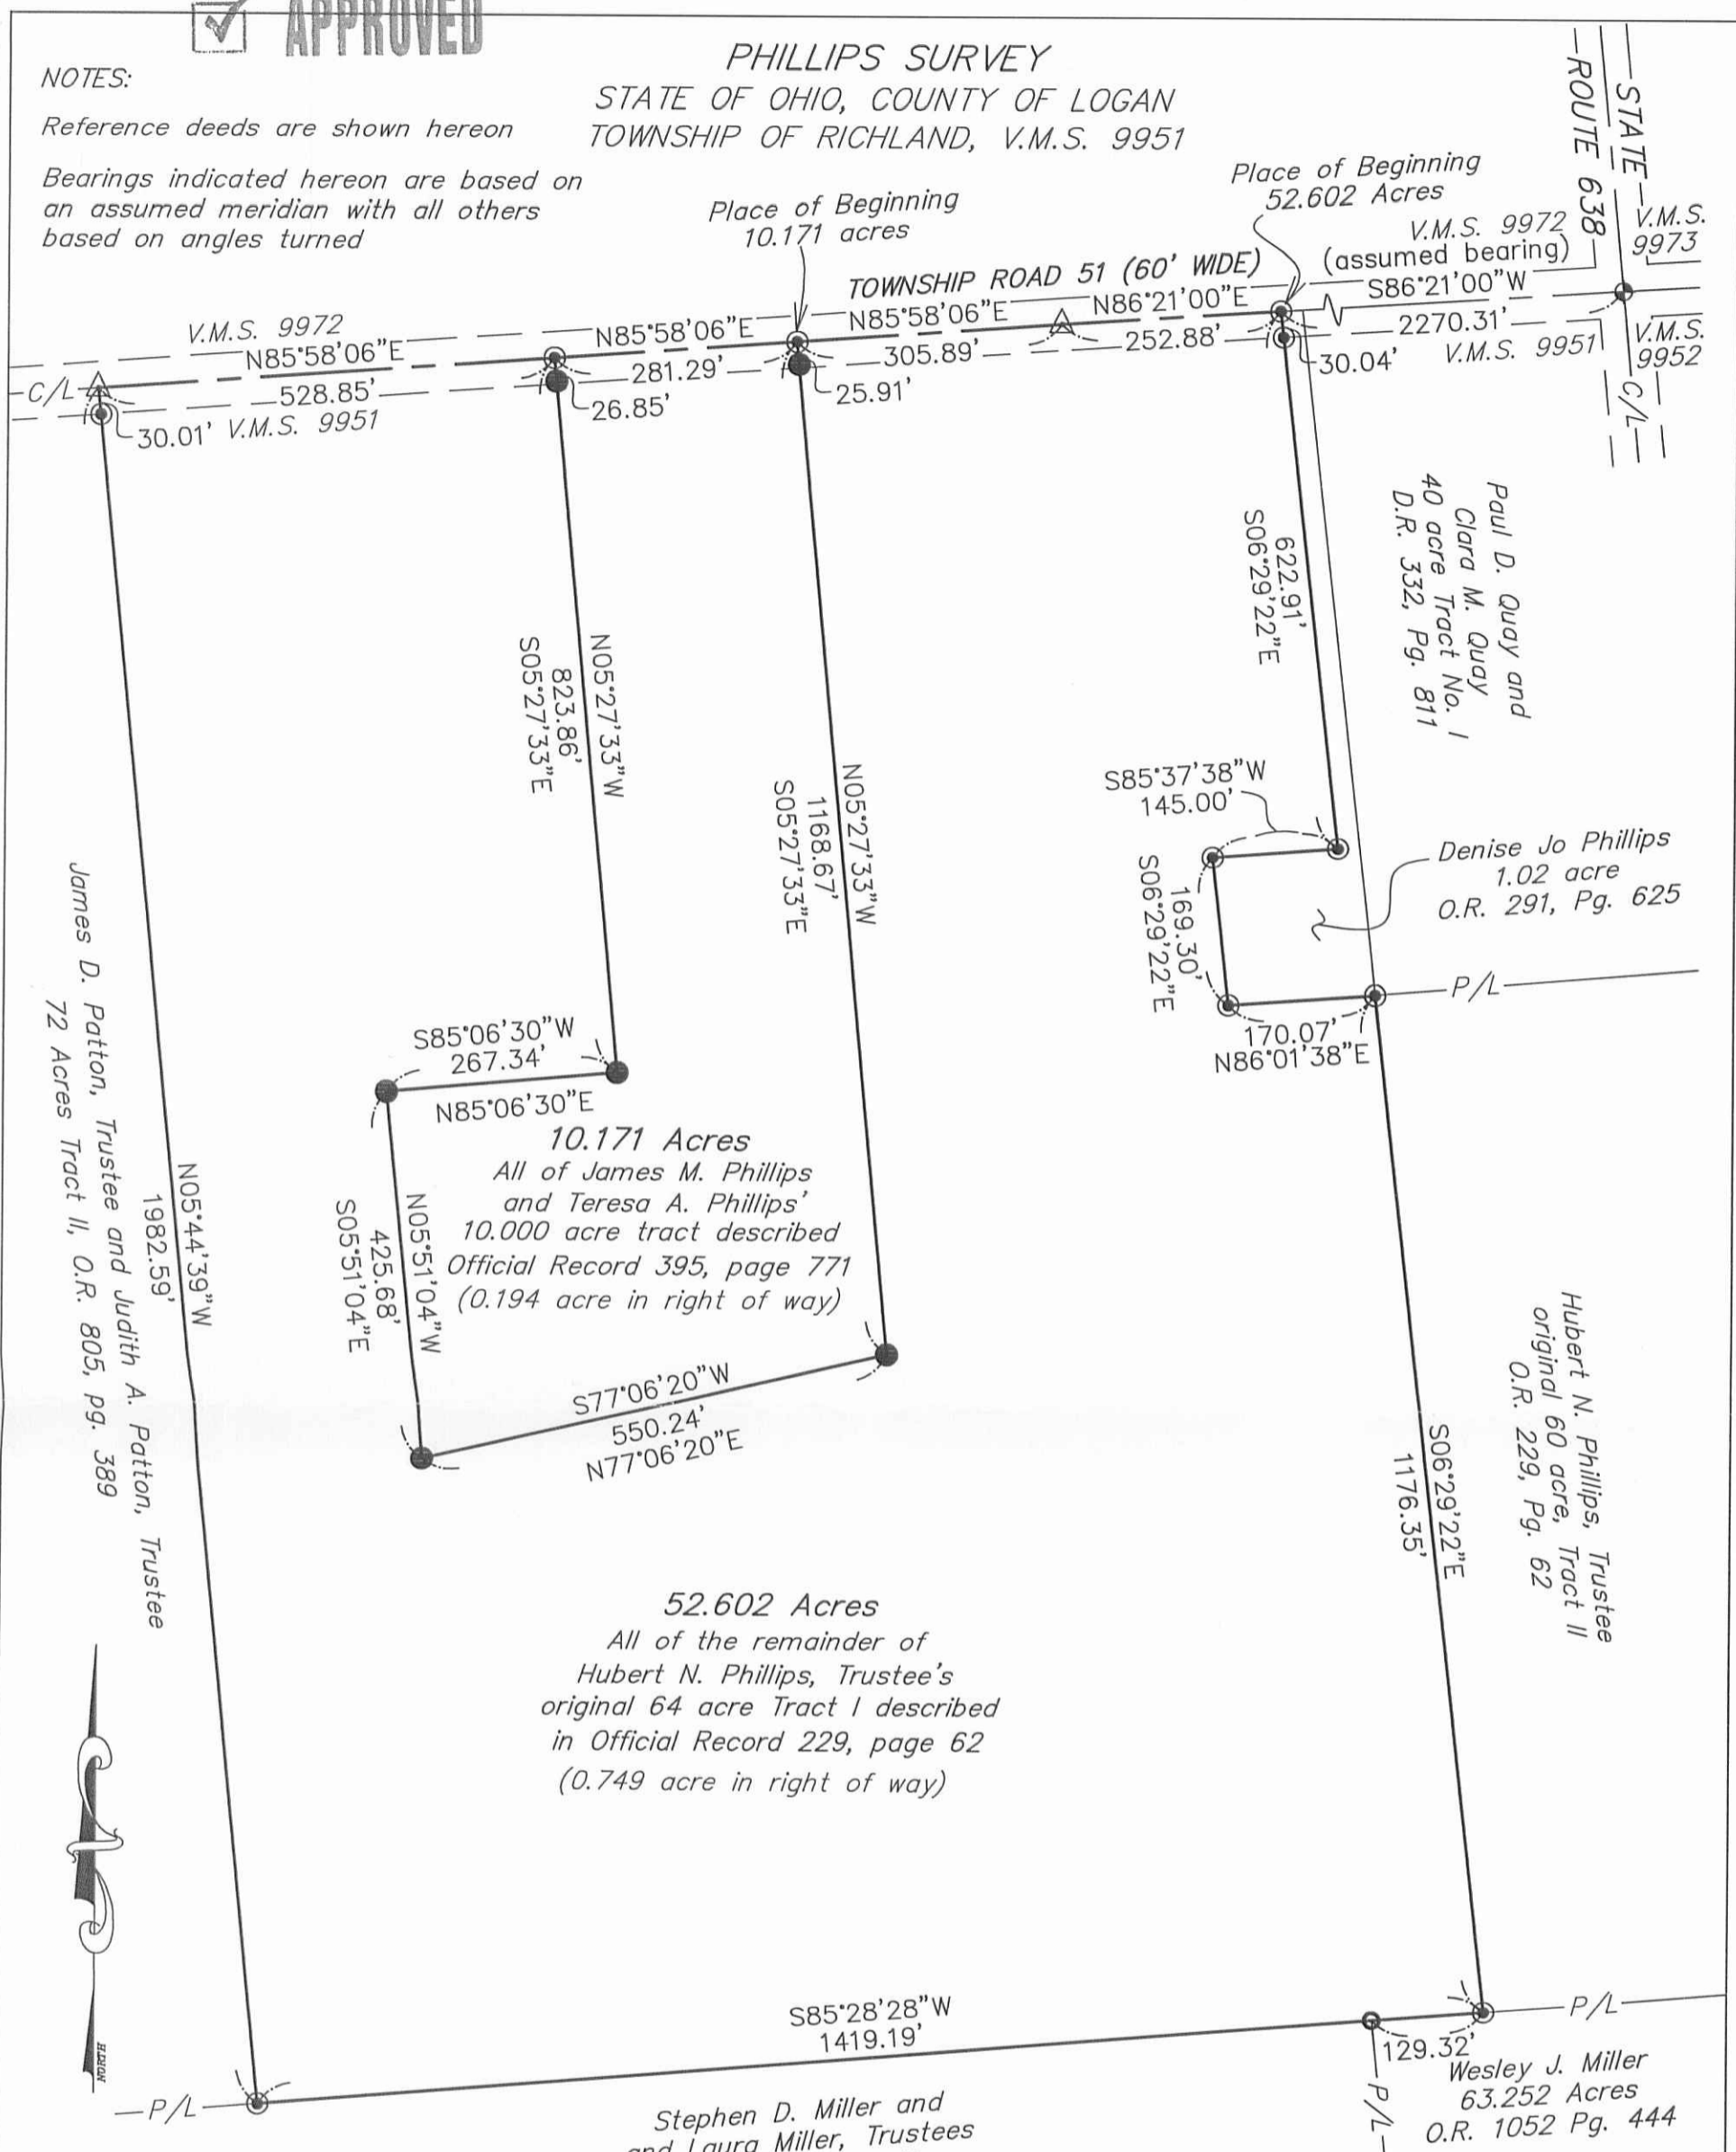 APPROVED
PHILLIPS SURVEY
STATE OF OHIO, COUNTY OF LOGAN
TOWNSHIP OF RICHLAND, V.M.S. 9951
NOTES:
Reference deeds are shown hereon
Bearings indicated hereon are based on
an assumed meridian with all others
based on angles turned
STATE
ROUTE 638
Place of Beginning
10.171 acres
Place of Beginning
52.602 Acres
V.M.S. 9972
(assumed bearing)
S86°21'00"W
2270.31'
V.M.S. 9951
V.M.S.
9973
V.M.S.
9952
C/L
TOWNSHIP ROAD 51 (60' WIDE)
V.M.S. 9972
N85°58'06"E
528.85'
C/L
30.01'
V.M.S. 9951
N85°58'06"E
281.29'
26.85'
N85°58'06"E
305.89'
25.91'
N86°21'00"E
252.88'
30.04'
Paul D. Quay and
Clara M. Quay
40 acre Tract No. I
D.R. 332, Pg. 811
622.91'
S06°29'22"E
N05°27'33"W
823.86'
S05°27'33"E
N05°27'33"W
1168.67'
S05°27'33"E
S85°37'38"W
145.00'
169.30'
S06°29'22"E
Denise Jo Phillips
1.02 acre
O.R. 291, Pg. 625
P/L
170.07'
N86°01'38"E
S85°06'30"W
267.34'
N85°06'30"E
10.171 Acres
All of James M. Phillips
and Teresa A. Phillips'
10.000 acre tract described
Official Record 395, page 771
(0.194 acre in right of way)
N05°51'04"W
425.68'
S05°51'04"E
S77°06'20"W
550.24'
N77°06'20"E
N05°44'39"W
1982.59'
James D. Patton, Trustee and Judith A. Patton, Trustee
72 Acres Tract II, O.R. 805, pg. 389
Hubert N. Phillips, Trustee
original 60 acre, Tract II
O.R. 229, Pg. 62
S06°29'22"E
1176.35'
52.602 Acres
All of the remainder of
Hubert N. Phillips, Trustee's
original 64 acre Tract I described
in Official Record 229, page 62
(0.749 acre in right of way)
NORTH
S85°28'28"W
1419.19'
P/L
129.32'
P/L
P/L
Wesley J. Miller
63.252 Acres
O.R. 1052 Pg. 444
Stephen D. Miller and
and Laura Miller, Trustees